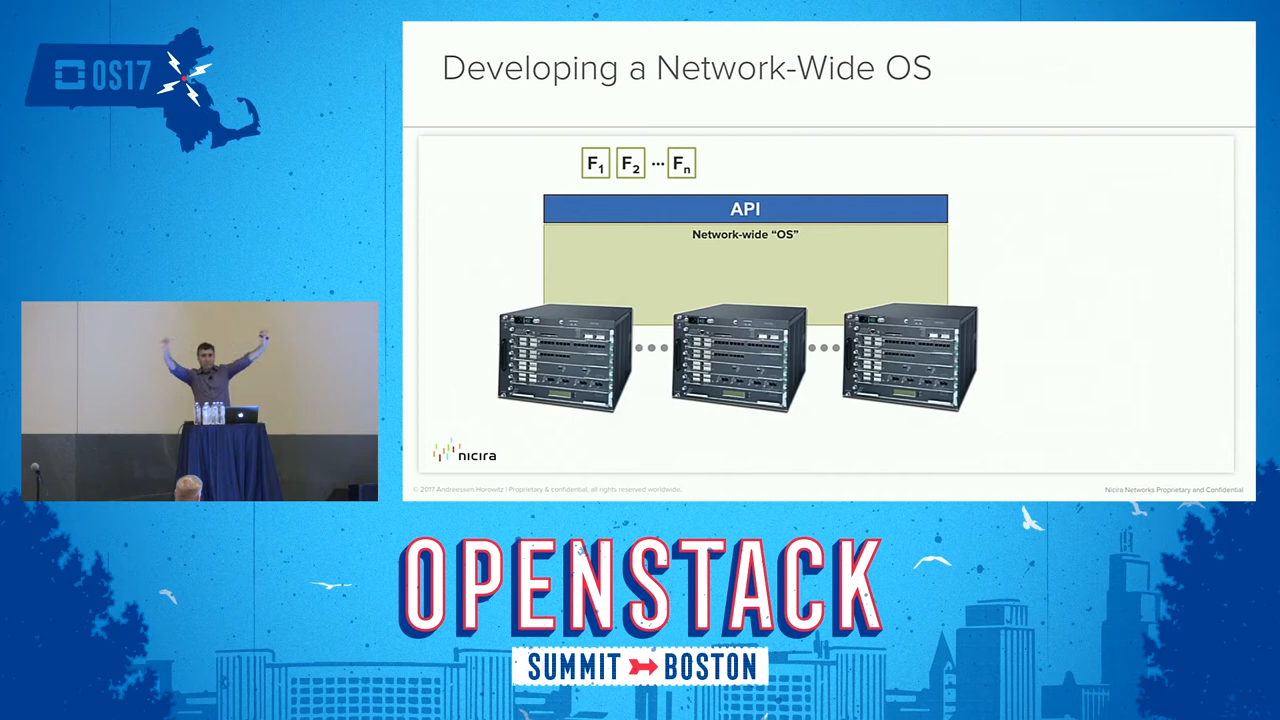 OS17
Developing a Network-Wide OS
F1 F2 ... Fn
API
Network-wide “OS”
nicira
© 2017 Andreessen Horowitz | Proprietary & confidential, all rights reserved worldwide.
Nicira Networks Proprietary and Confidential
OPENSTACK
SUMMIT BOSTON